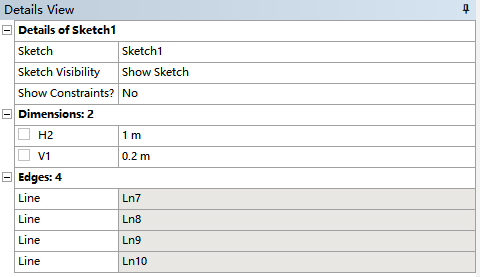 Details View
Details of Sketch1
Sketch Sketch1
Sketch Visibility Show Sketch
Show Constraints? No
Dimensions: 2
H2 1 m
V1 0.2 m
Edges: 4
Line Ln7
Line Ln8
Line Ln9
Line Ln10